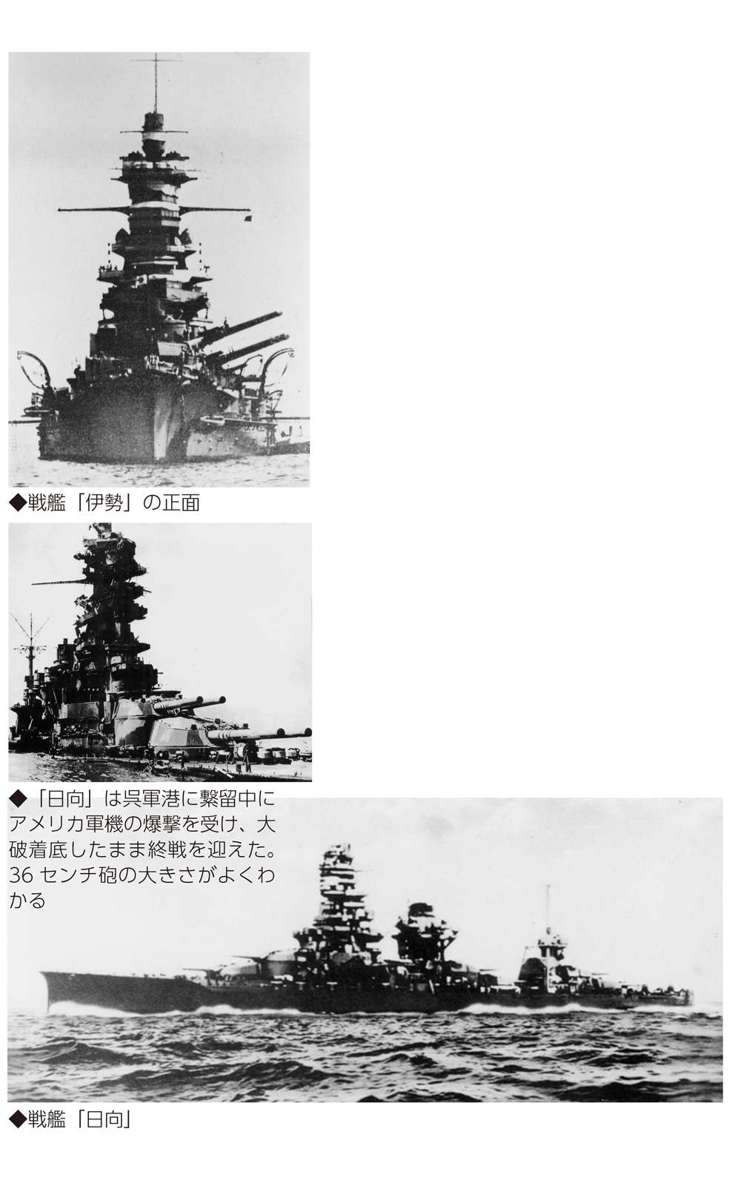 ◆戦艦「伊勢」の正面
◆「日向」は呉軍港に繋留中に
アメリカ軍機の爆撃を受け、大
破着底したまま終戦を迎えた。
36 センチ砲の大きさがよくわ
かる
◆戦艦「日向」